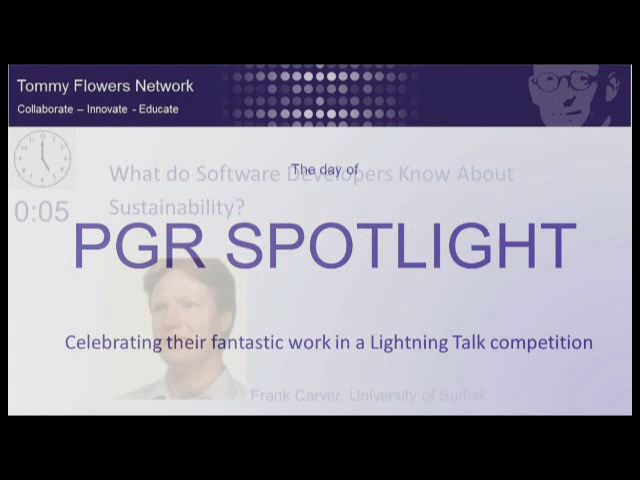 Tommy Flowers Network
Collaborate – Innovate - Educate
The day of
What do Software Developers Know About
Sustainability?
0:05
PGR SPOTLIGHT
Celebrating their fantastic work in a Lightning Talk competition
Frank Carver, University of Suffolk